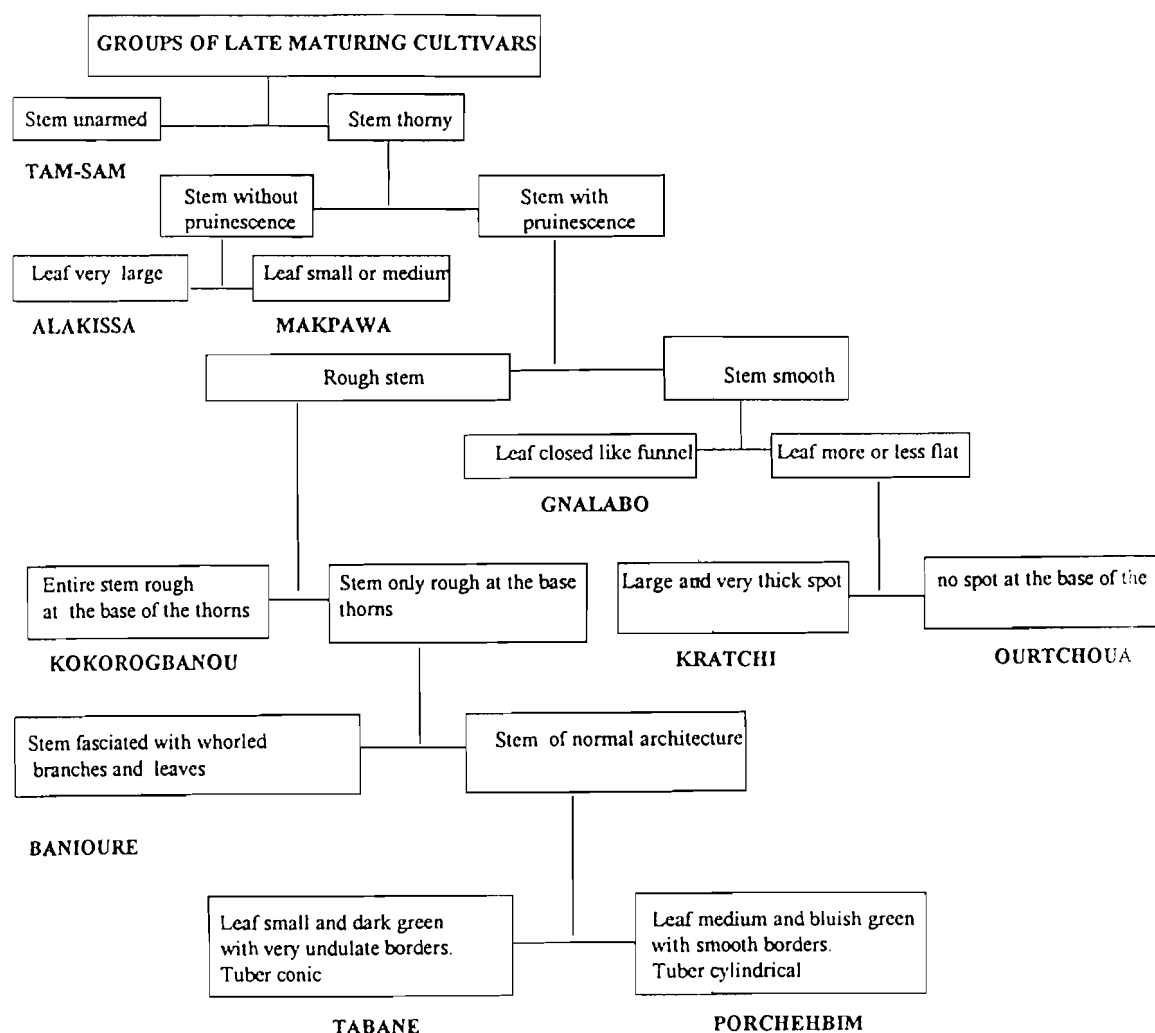 GROUPS OF LATE MATURING CULTIVARS
Stem unarmed
Stem thorny
TAM-SAM
Stem without
pruinescence
Stem with
pruinescence
Leaf very large
Leaf small or medium
ALAKISSA
MAKPAWA
Rough stem
Stem smooth
Leaf closed like funnel
Leaf more or less flat
GNALABO
Entire stem rough
at the base of the thorns
Stem only rough at the base
thorns
Large and very thick spot
no spot at the base of the
KOKOROGBANOU
KRATCHI
OURTCHOUA
Stem fasciated with whorled
branches and leaves
Stem of normal architecture
BANIOURE
Leaf small and dark green
with very undulate borders.
Tuber conic
Leaf medium and bluish green
with smooth borders.
Tuber cylindrical
TABANE
PORCHEHBIM